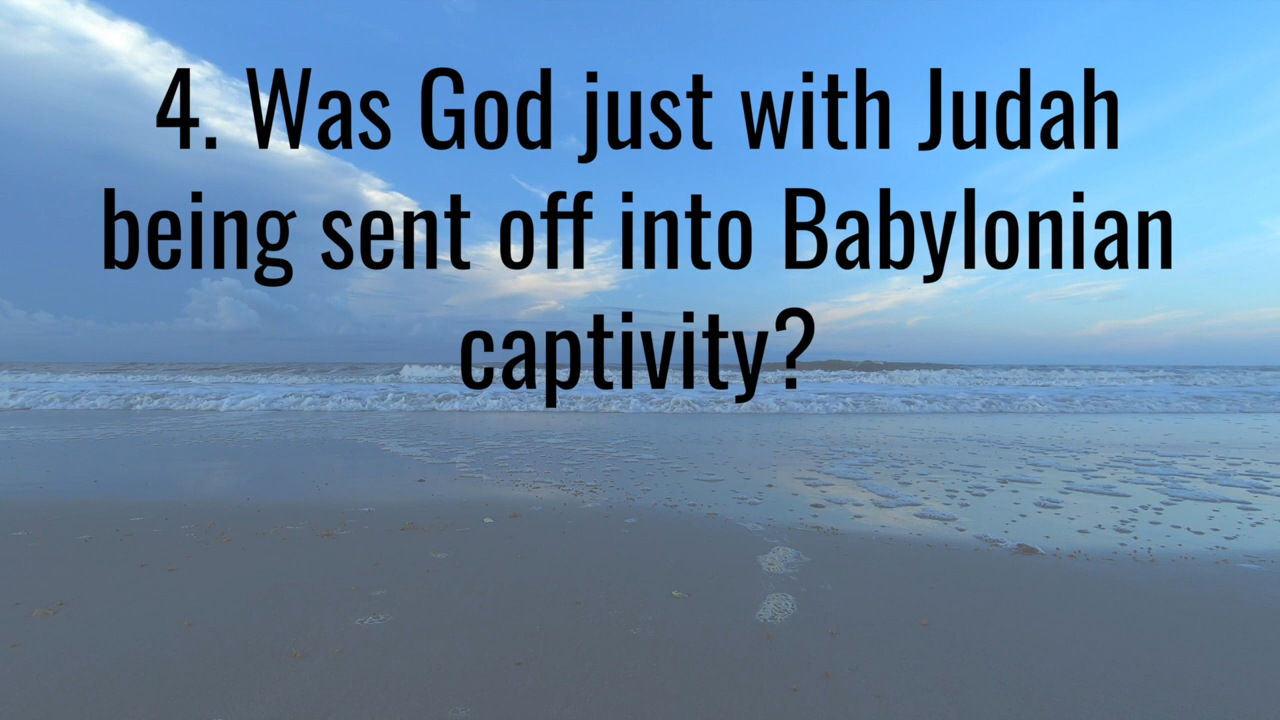 4. Was God just with Judah
being sent off into Babylonian
captivity?